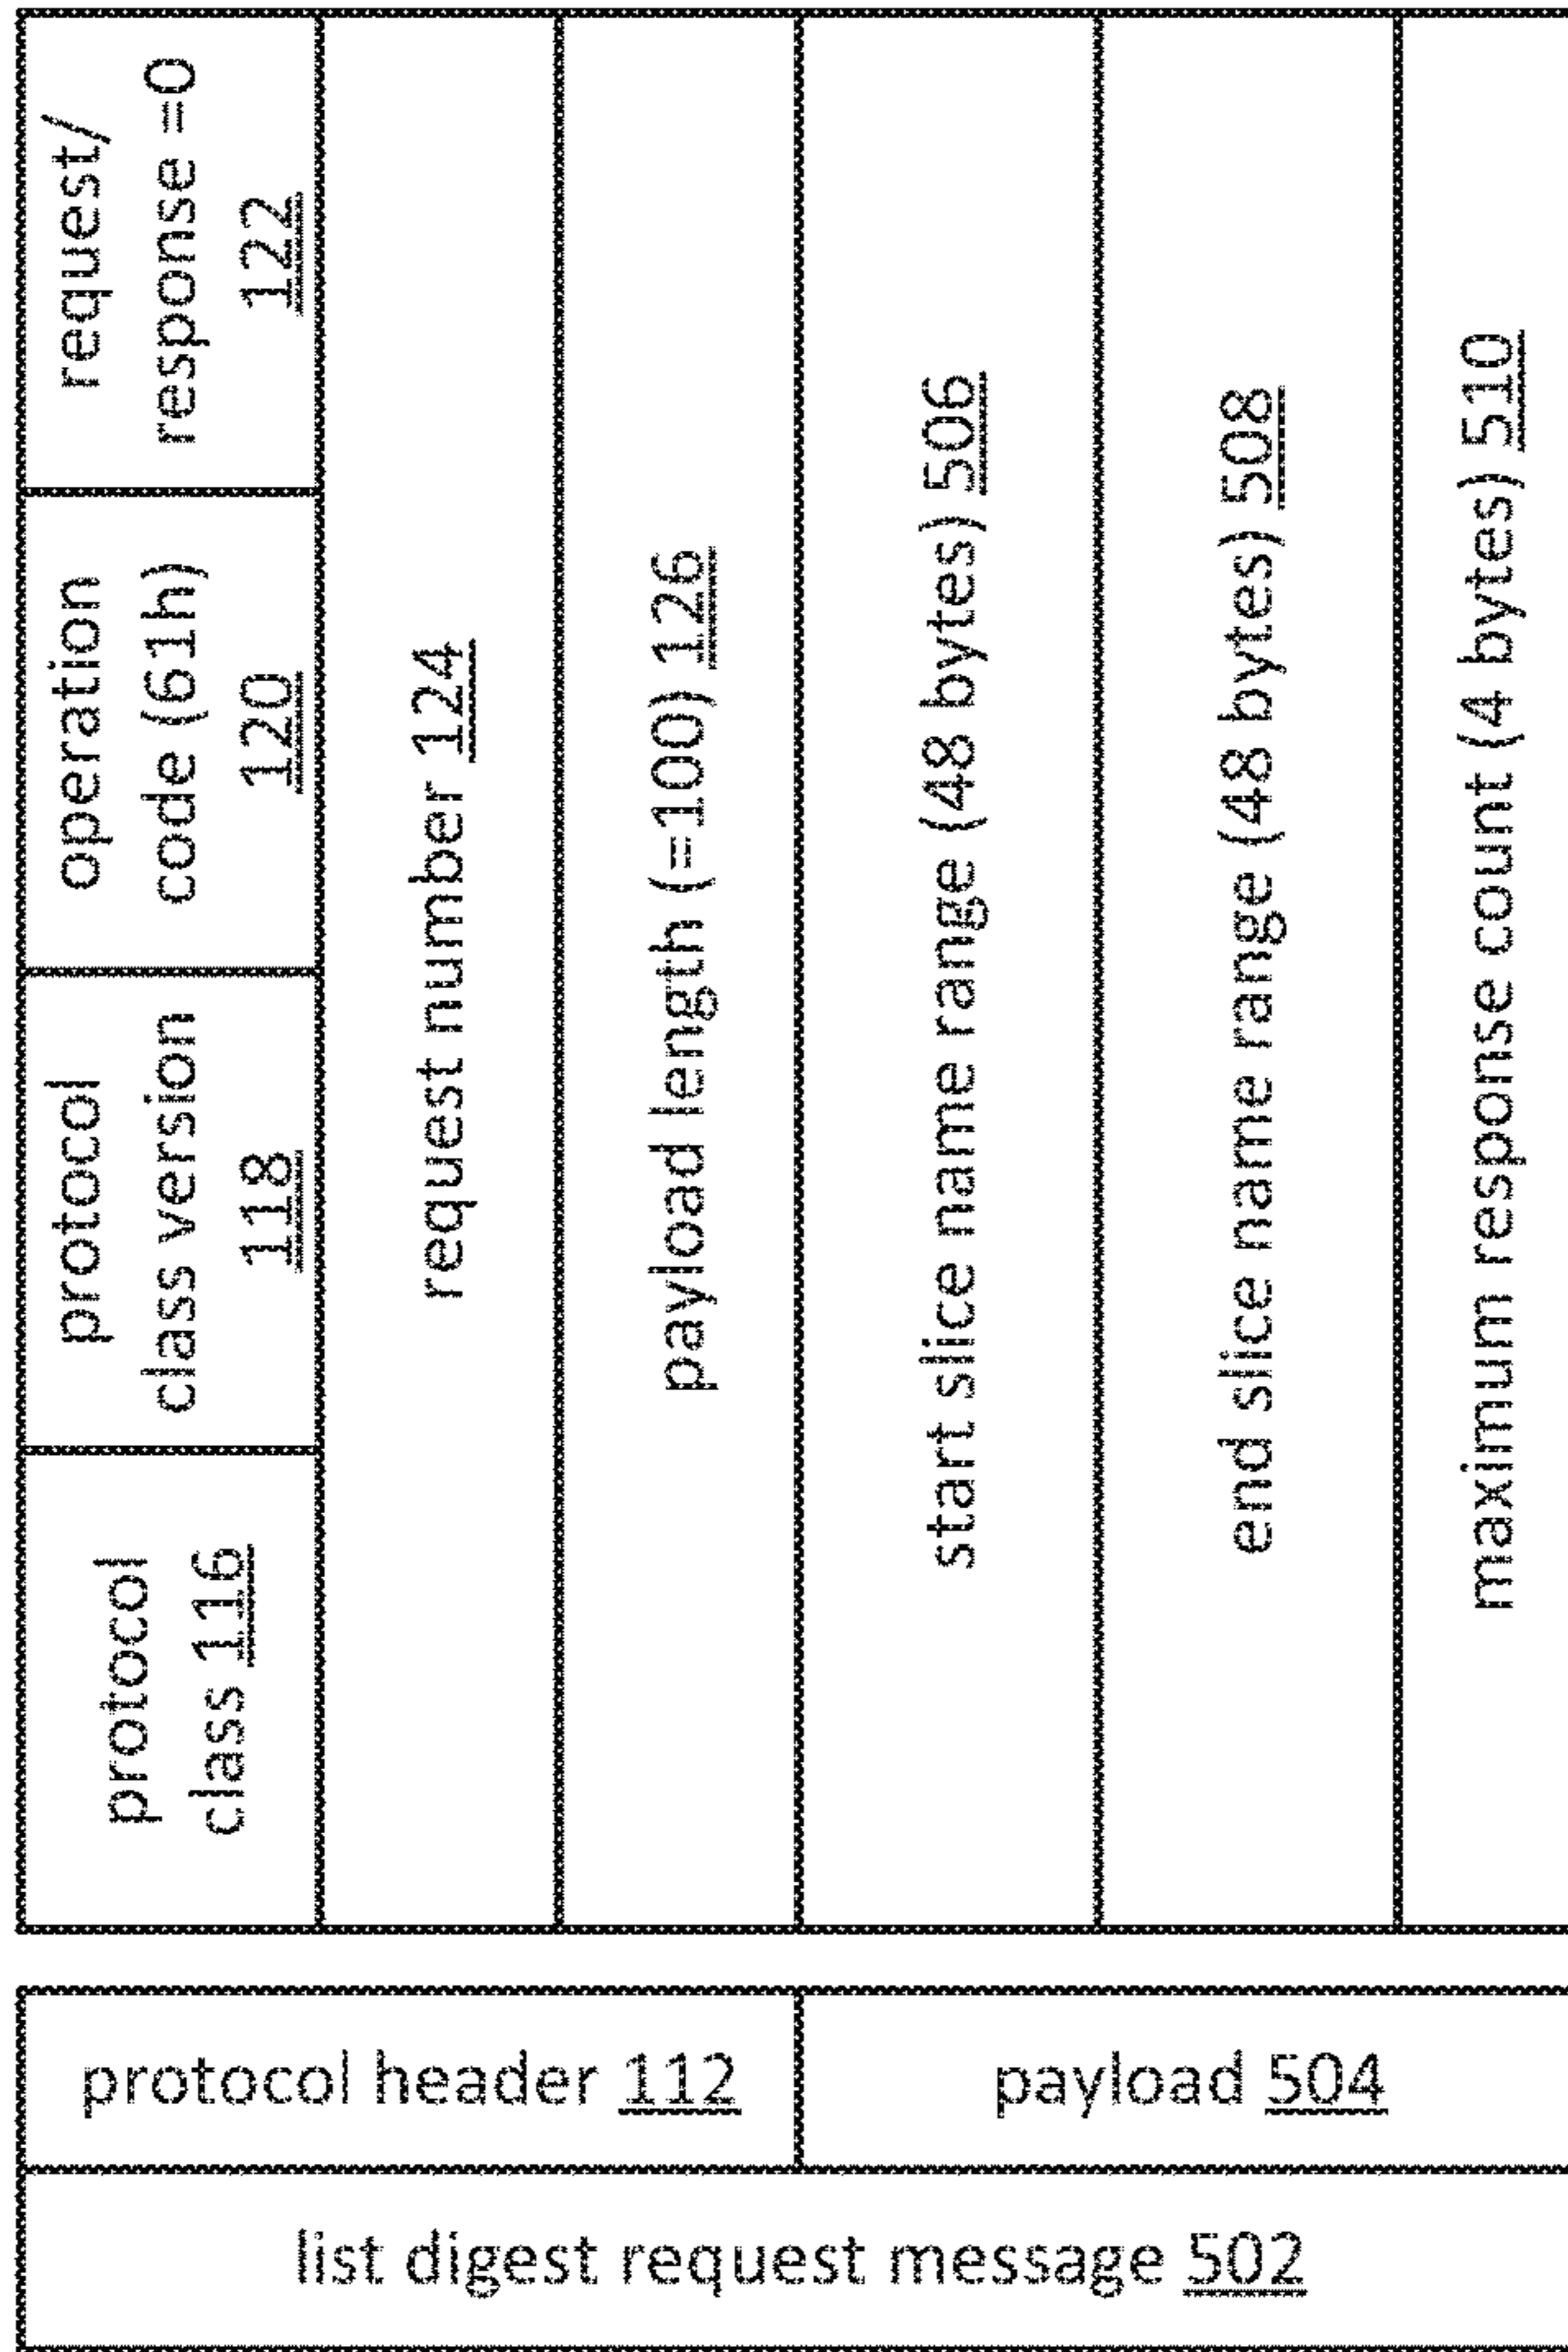 list digest request message 502
protocol header 112
payload 504
protocol
class 116
protocol
class version
118
operation
code (61h)
120
request/
response =0
122
request number 124
payload length (=100) 126
start slice name range (48 bytes) 506
end slice name range (48 bytes) 508
maximum response count (4 bytes) 510